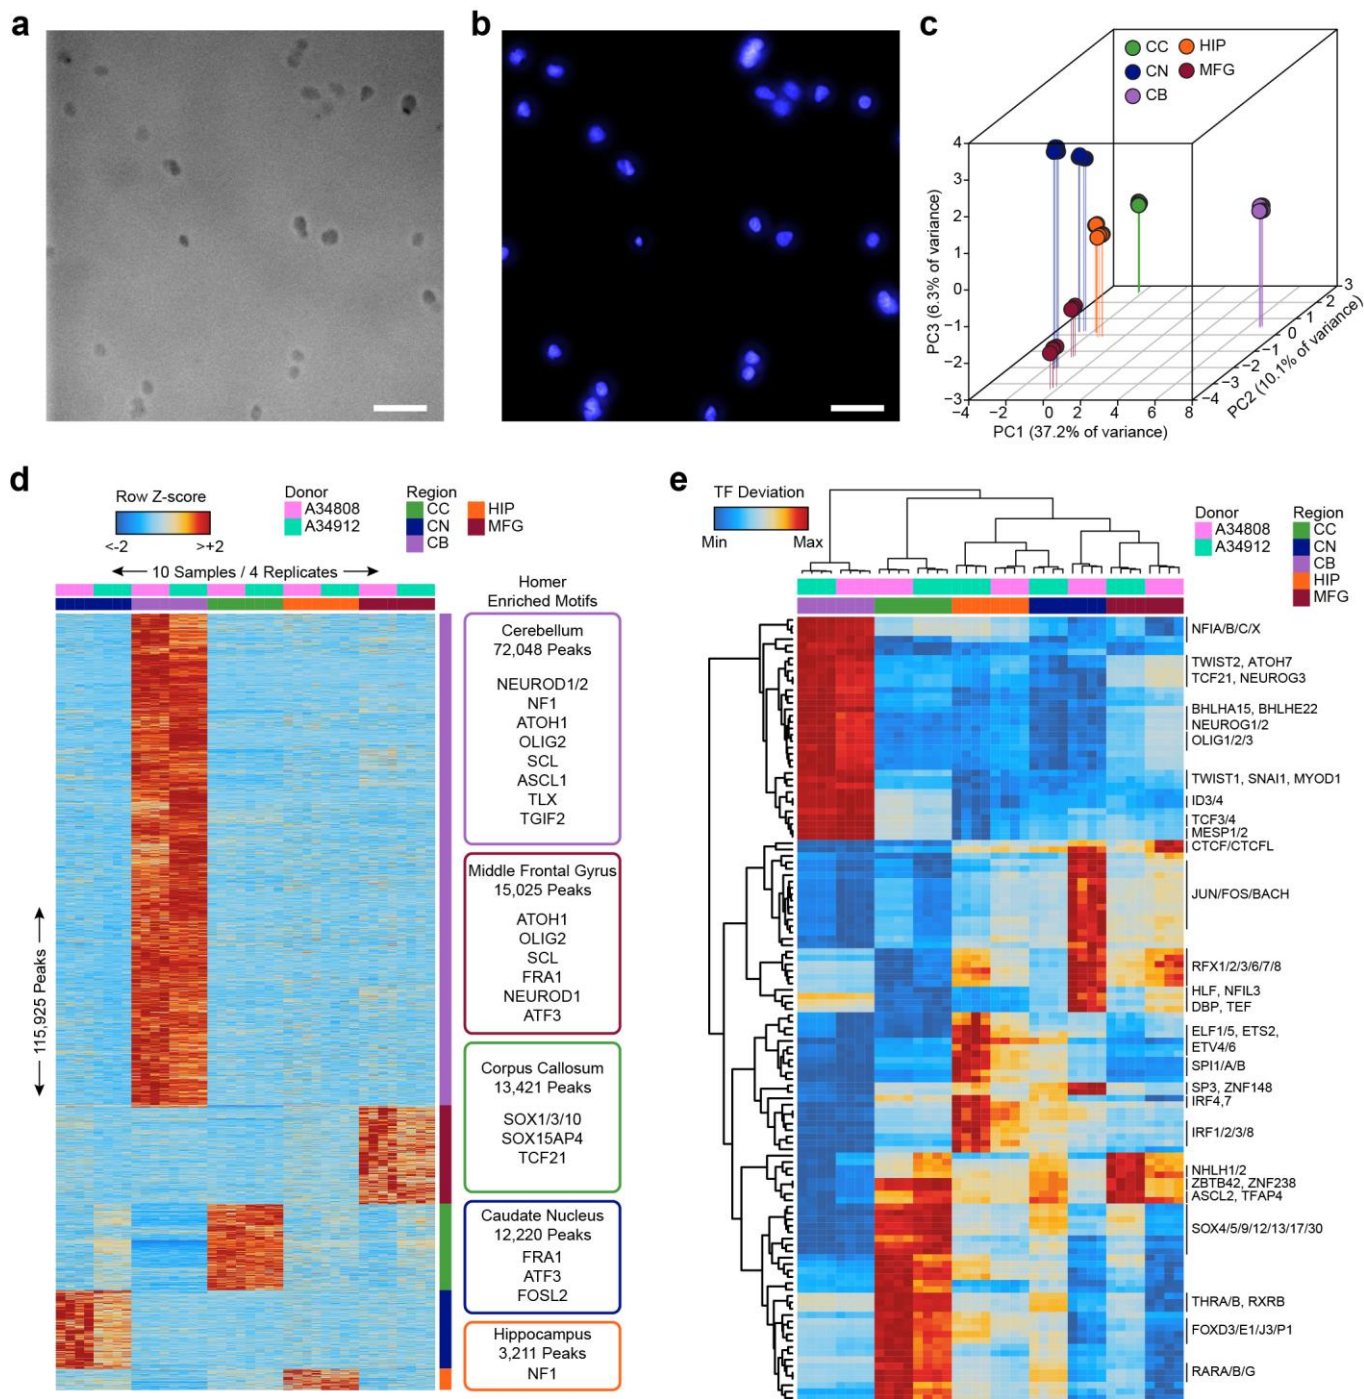 a
b
c
CC
HIP
CN
MFG
CB
4
3
2
1
0
−1
−2
−3
PC3 (6.3% of variance)
−4
−2
0
2
4
6
8
PC1 (37.2% of variance)
−4
−3
−2
−1
0
1
2
3
PC2 (10.1% of variance)
d
Row Z-score
<-2
>+2
Donor
A34808
A34912
Region
CC
CN
CB
HIP
MFG
10 Samples / 4 Replicates
115,925 Peaks
Homer
Enriched Motifs
Cerebellum
72,048 Peaks
NEUROD1/2
NF1
ATOH1
OLIG2
SCL
ASCL1
TLX
TGIF2
Middle Frontal Gyrus
15,025 Peaks
ATOH1
OLIG2
SCL
FRA1
NEUROD1
ATF3
Corpus Callosum
13,421 Peaks
SOX1/3/10
SOX15AP4
TCF21
Caudate Nucleus
12,220 Peaks
FRA1
ATF3
FOSL2
Hippocampus
3,211 Peaks
NF1
e
TF Deviation
Min
Max
Donor
A34808
A34912
Region
CC
CN
CB
HIP
MFG
NFIA/B/C/X
TWIST2, ATOH7
TCF21, NEUROG3
BHLHA15, BHLHE22
NEUROG1/2
OLIG1/2/3
TWIST1, SNAI1, MYOD1
ID3/4
TCF3/4
MESP1/2
CTCF/CTCFL
JUN/FOS/BACH
RFX1/2/3/6/7/8
HLF, NFIL3
DBP, TEF
ELF1/5, ETS2,
ETV4/6
SPI1/A/B
SP3, ZNF148
IRF4,7
IRF1/2/3/8
NHLH1/2
ZBTB42, ZNF238
ASCL2, TFAP4
SOX4/5/9/12/13/17/30
THRA/B, RXRB
FOXD3/E1/J3/P1
RARA/B/G